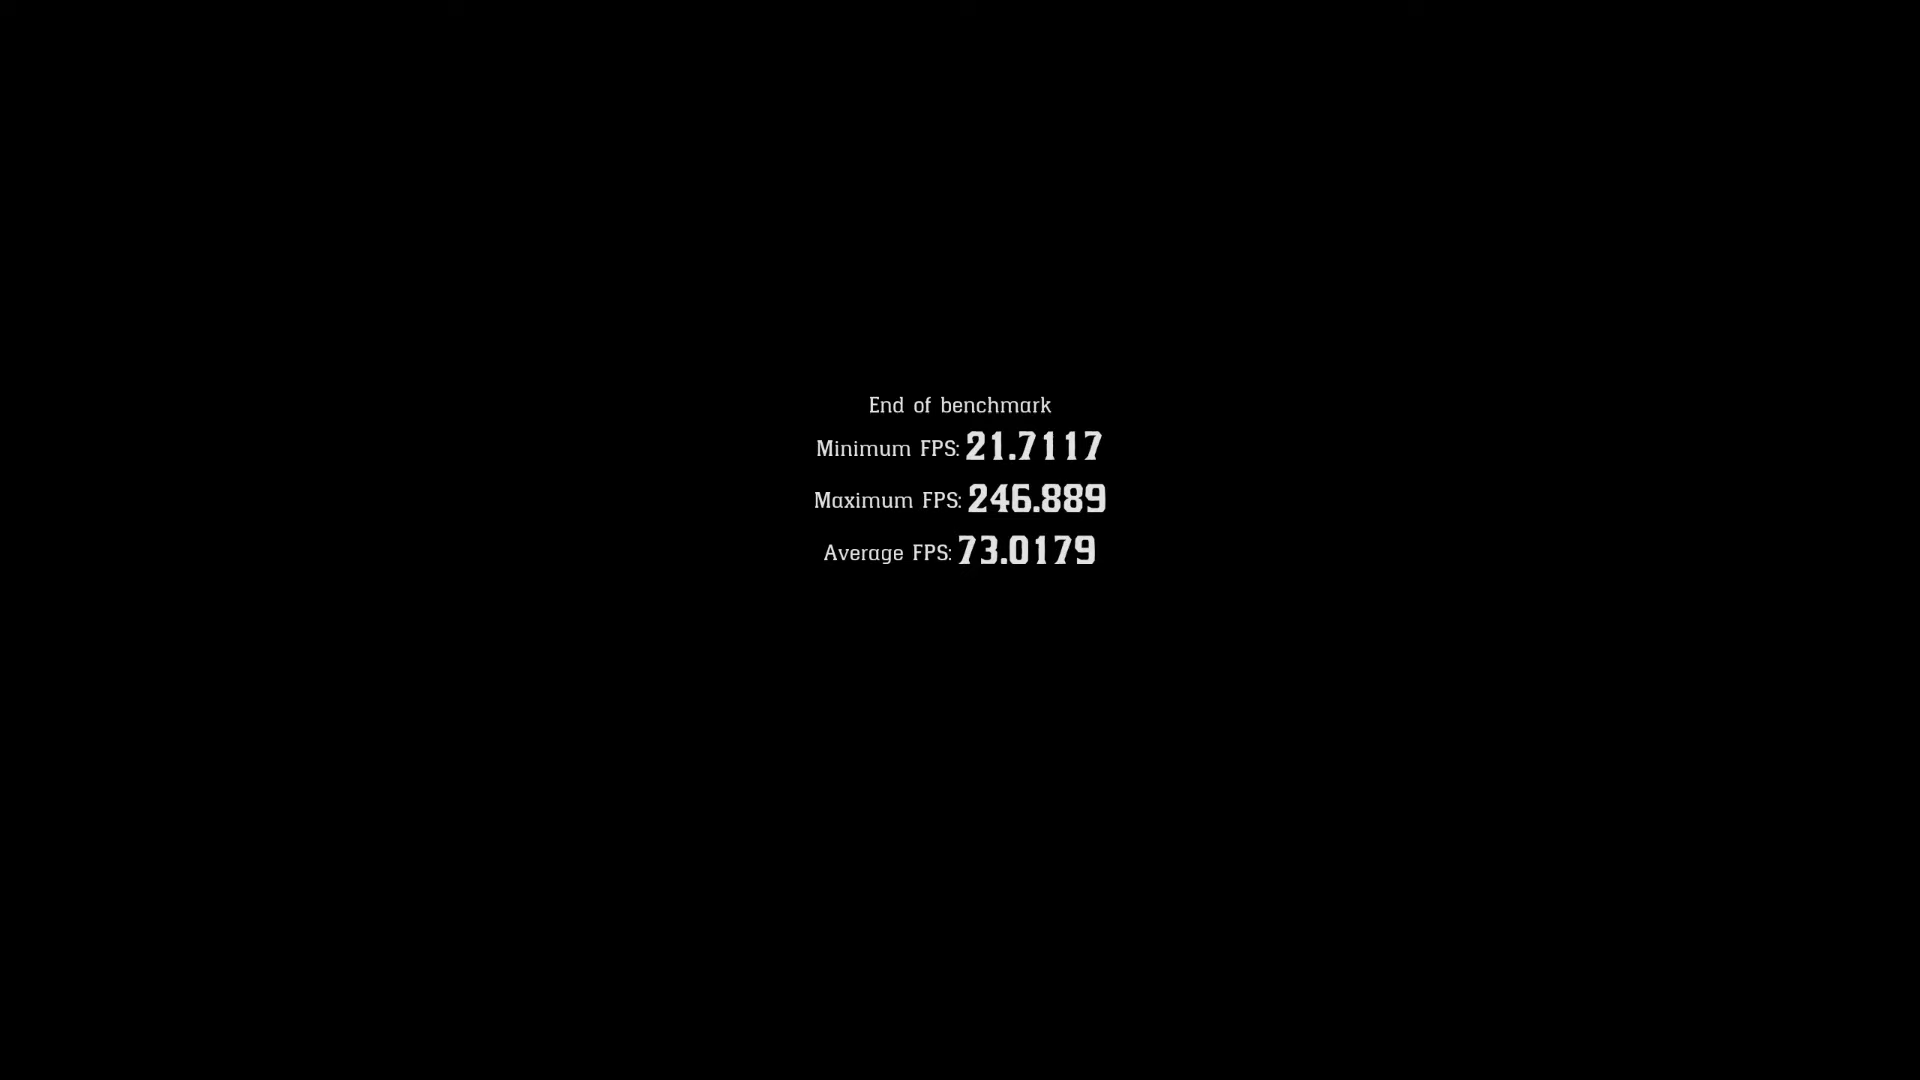 End of benchmark
Minimum FPS: 21.7117
Maximum FPS: 246.889
Average FPS: 73.0179